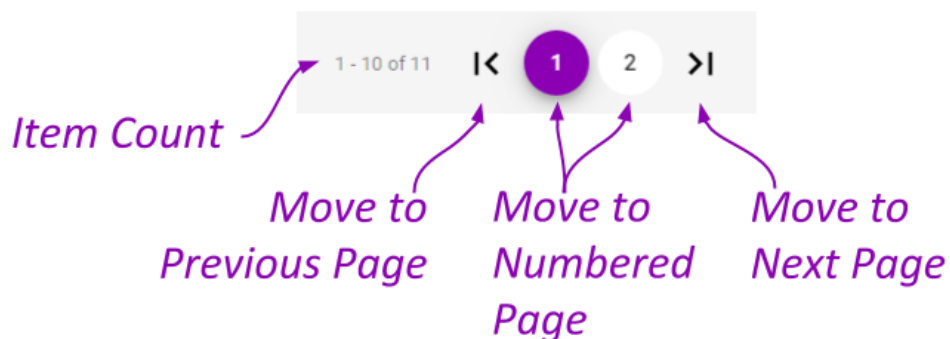 1 - 10 of 11 |< 1 2 >|
Item Count
Move to
Previous Page
Move to
Numbered
Page
Move to
Next Page